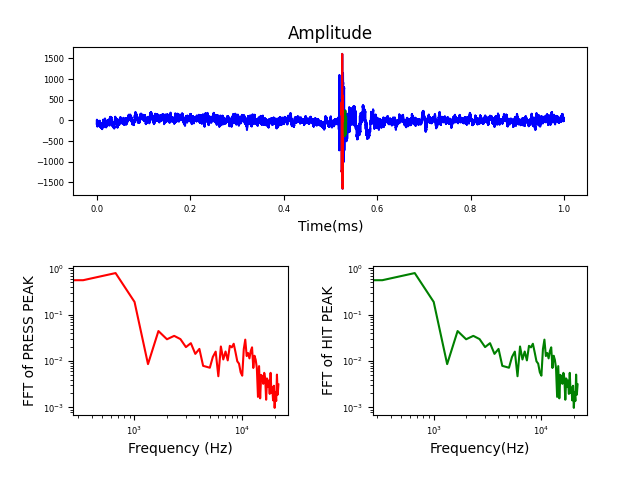 Amplitude
1500
1000
500
0
−500
−1000
−1500
0.0 0.2 0.4 0.6 0.8 1.0
Time(ms)
FFT of PRESS PEAK
10⁰
10⁻¹
10⁻²
10⁻³
10³ 10⁴
Frequency (Hz)
FFT of HIT PEAK
10⁰
10⁻¹
10⁻²
10⁻³
10³ 10⁴
Frequency(Hz)